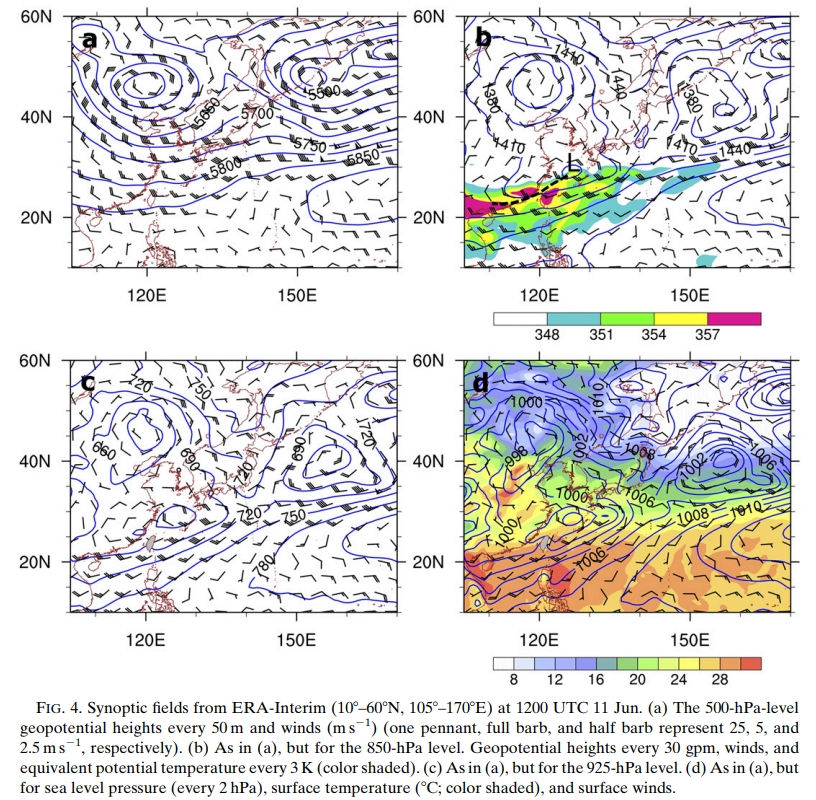 60N
40N
20N
120E
150E
a
5500
5650
5700
5750
5800
5850
60N
40N
20N
120E
150E
b
1410
1380
1380
1410
1410
1440
L
348
351
354
357
60N
40N
20N
120E
150E
c
720
750
660
690
690
720
720
720
750
780
60N
40N
20N
120E
150E
d
1000
1010
998
1002
1008
1002
1006
1000
1006
1008
1010
1000
1006
8
12
16
20
24
28
FIG. 4. Synoptic fields from ERA-Interim (10°–60°N, 105°–170°E) at 1200 UTC 11 Jun. (a) The 500-hPa-level
geopotential heights every 50 m and winds (m s−1) (one pennant, full barb, and half barb represent 25, 5, and
2.5 m s−1, respectively). (b) As in (a), but for the 850-hPa level. Geopotential heights every 30 gpm, winds, and
equivalent potential temperature every 3 K (color shaded). (c) As in (a), but for the 925-hPa level. (d) As in (a), but
for sea level pressure (every 2 hPa), surface temperature (°C; color shaded), and surface winds.